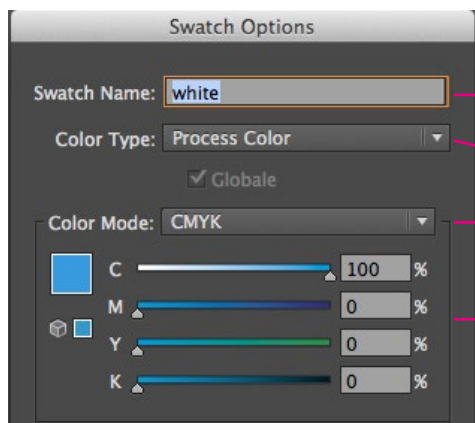 Swatch Options
Swatch Name: white
Color Type: Process Color
Globale
Color Mode: CMYK
C 100 %
M 0 %
Y 0 %
K 0 %